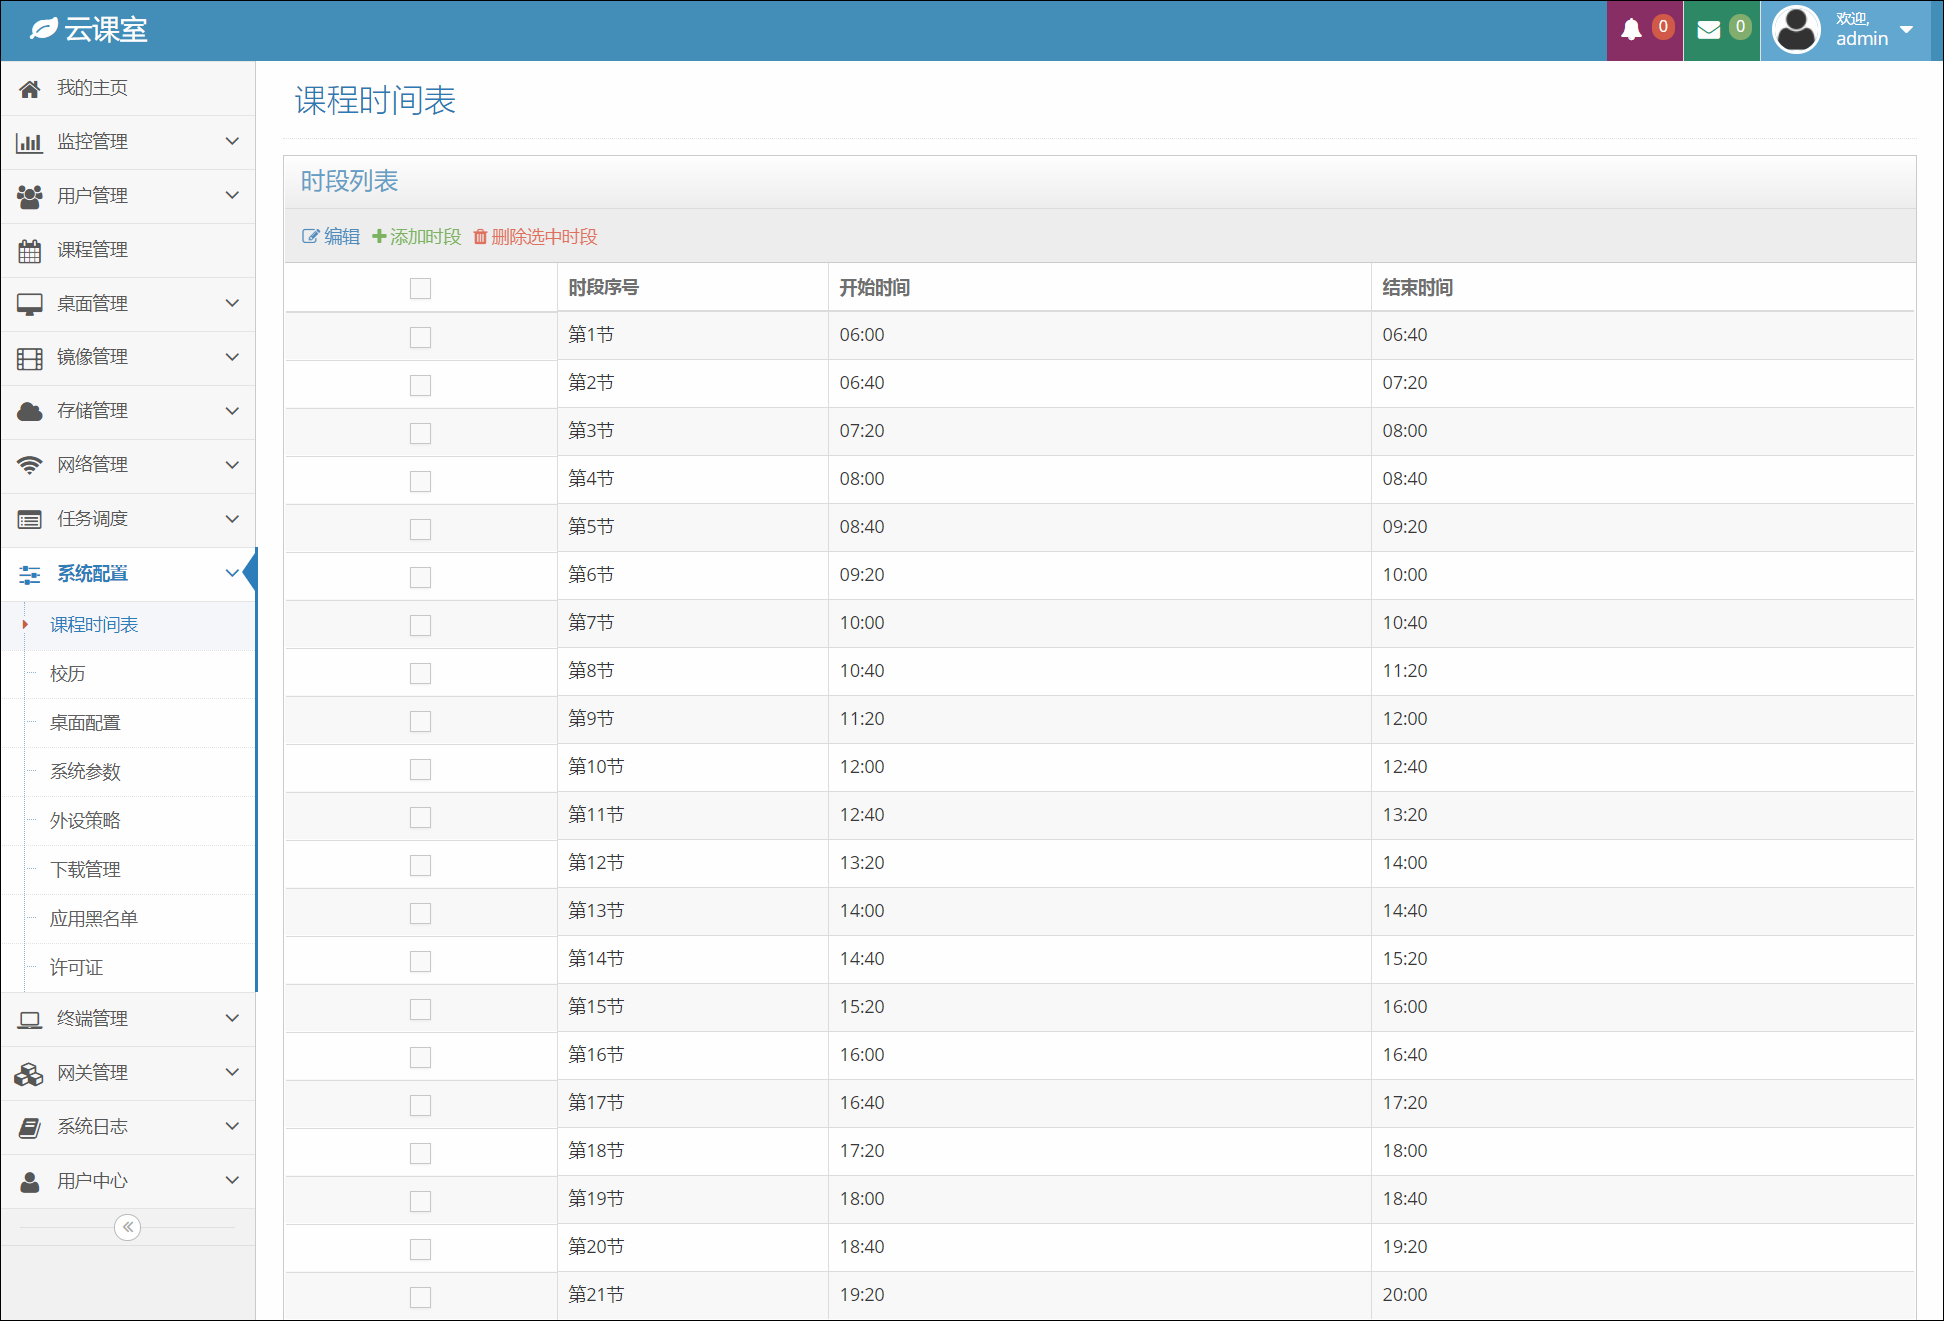 云课室
0
0
欢迎,
admin
我的主页
监控管理
用户管理
课程管理
桌面管理
镜像管理
存储管理
网络管理
任务调度
系统配置
课程时间表
校历
桌面配置
系统参数
外设策略
下载管理
应用黑名单
许可证
终端管理
网关管理
系统日志
用户中心
课程时间表
时段列表
编辑 添加时段 删除选中时段
时段序号 开始时间 结束时间
第1节 06:00 06:40
第2节 06:40 07:20
第3节 07:20 08:00
第4节 08:00 08:40
第5节 08:40 09:20
第6节 09:20 10:00
第7节 10:00 10:40
第8节 10:40 11:20
第9节 11:20 12:00
第10节 12:00 12:40
第11节 12:40 13:20
第12节 13:20 14:00
第13节 14:00 14:40
第14节 14:40 15:20
第15节 15:20 16:00
第16节 16:00 16:40
第17节 16:40 17:20
第18节 17:20 18:00
第19节 18:00 18:40
第20节 18:40 19:20
第21节 19:20 20:00